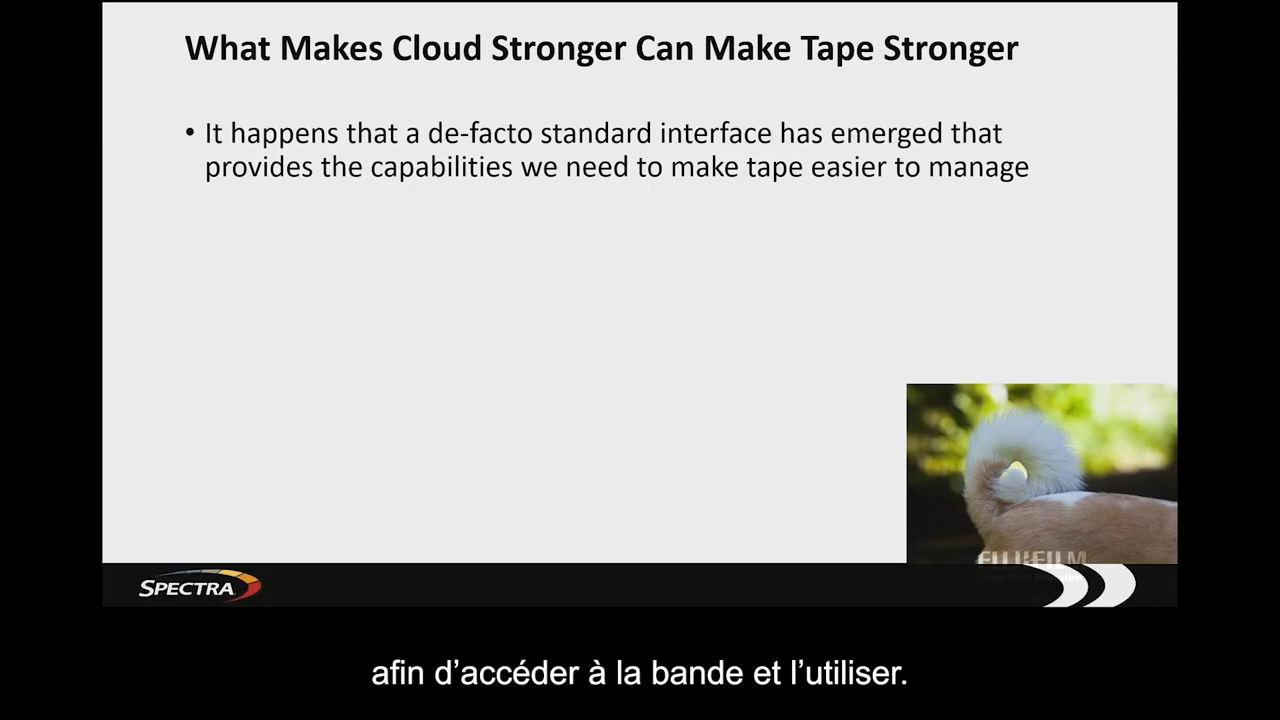 What Makes Cloud Stronger Can Make Tape Stronger
• It happens that a de-facto standard interface has emerged that
provides the capabilities we need to make tape easier to manage
FUJIFILM
SPECTRA
afin d’accéder à la bande et l’utiliser.